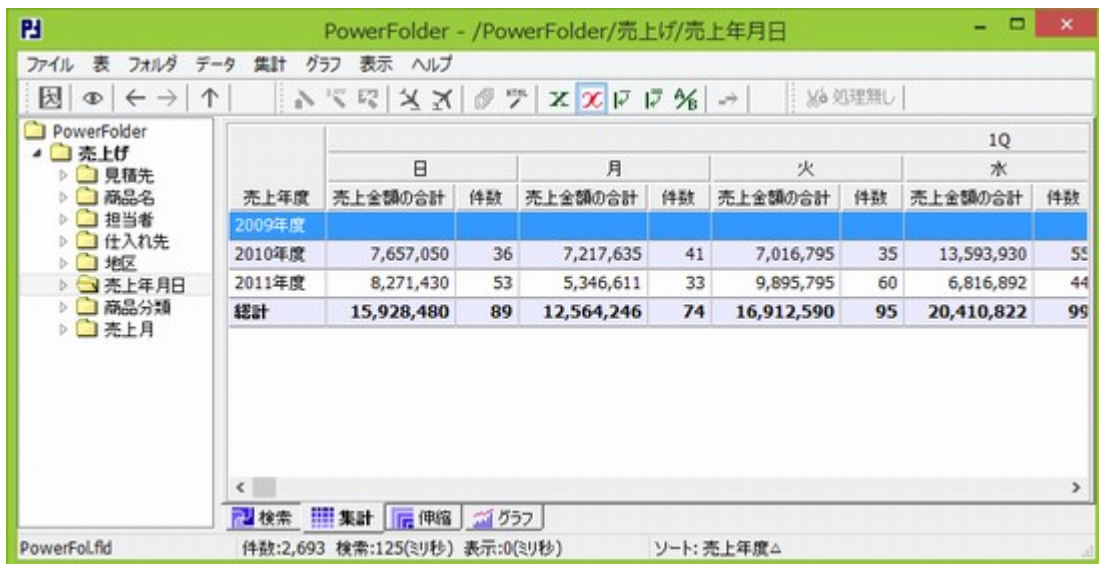 PowerFolder - /PowerFolder/売上げ/売上年月日
ファイル 表 フォルダ データ 集計 グラフ 表示 ヘルプ
処理無し
PowerFolder
売上げ
見積先
商品名
担当者
仕入れ先
地区
売上年月日
商品分類
売上月
1Q
日 月 火 水
売上年度 売上金額の合計 件数 売上金額の合計 件数 売上金額の合計 件数 売上金額の合計 件数
2009年度
2010年度 7,657,050 36 7,217,635 41 7,016,795 35 13,593,930 55
2011年度 8,271,430 53 5,346,611 33 9,895,795 60 6,816,892 44
総計 15,928,480 89 12,564,246 74 16,912,590 95 20,410,822 99
検索 集計 伸縮 グラフ
PowerFol.fld 件数:2,693 検索:125(ミリ秒) 表示:0(ミリ秒) ソート: 売上年度△